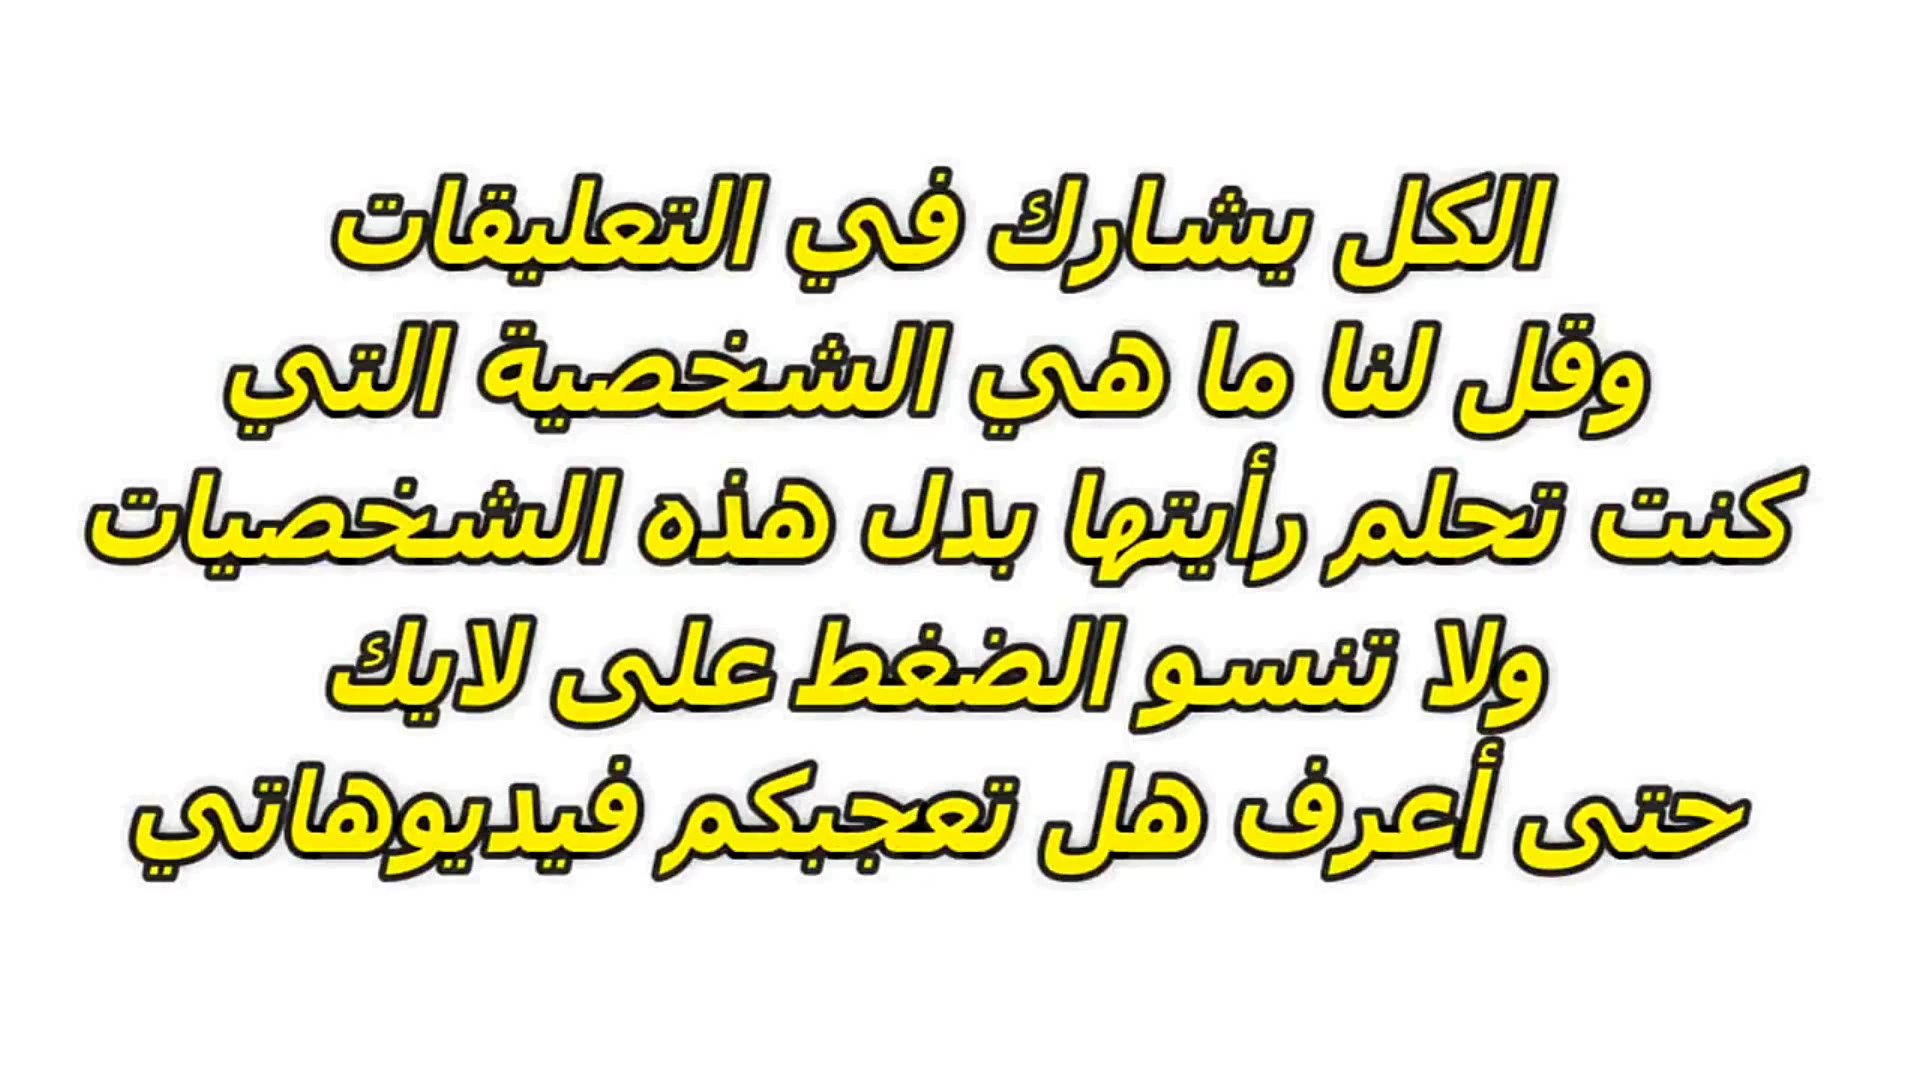 الكل يشارك في التعليقات
وقل لنا ما هي الشخصية التي
كنت تحلم رأيتها بدل هذه الشخصيات
ولا تنسو الضغط على لايك
حتى أعرف هل تعجبكم فيديوهاتي